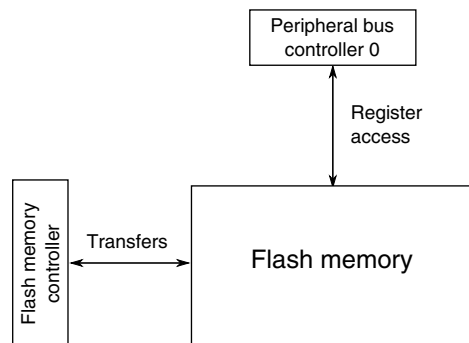 Peripheral bus
controller 0
Register
access
Flash memory
controller
Transfers
Flash memory